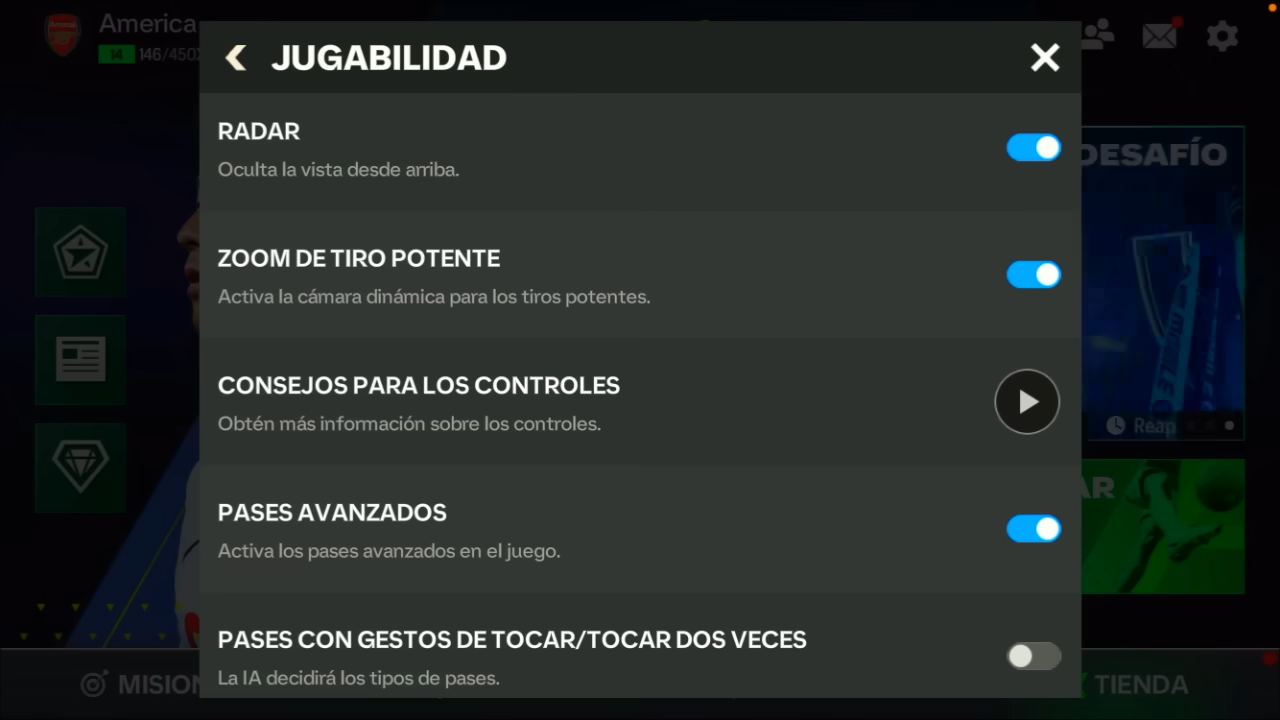 America
14 146/450
JUGABILIDAD
RADAR
Oculta la vista desde arriba.
ZOOM DE TIRO POTENTE
Activa la cámara dinámica para los tiros potentes.
CONSEJOS PARA LOS CONTROLES
Obtén más información sobre los controles.
PASES AVANZADOS
Activa los pases avanzados en el juego.
PASES CON GESTOS DE TOCAR/TOCAR DOS VECES
La IA decidirá los tipos de pases.
DESAFÍO
Reap
AR
MISION
TIENDA